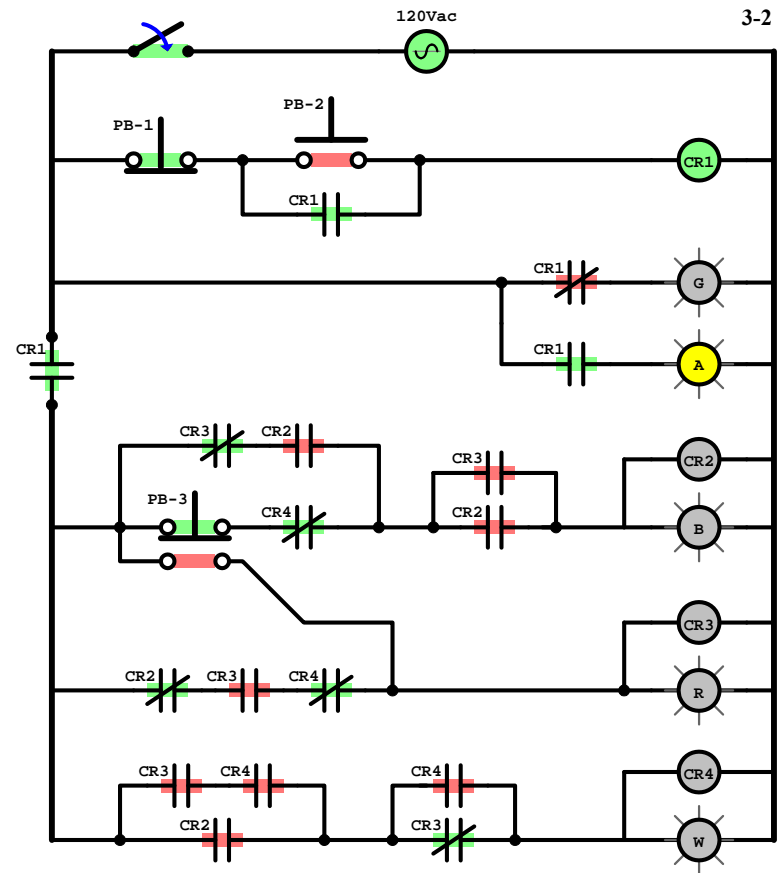 120Vac 3-2
PB-1 PB-2
CR1
CR1
CR1 G
CR1
CR1 A
CR3 CR2
CR2
CR3
PB-3 CR4 CR2 B
CR3
CR2 CR3 CR4 R
CR3 CR4 CR4 CR4
CR2 CR3 W